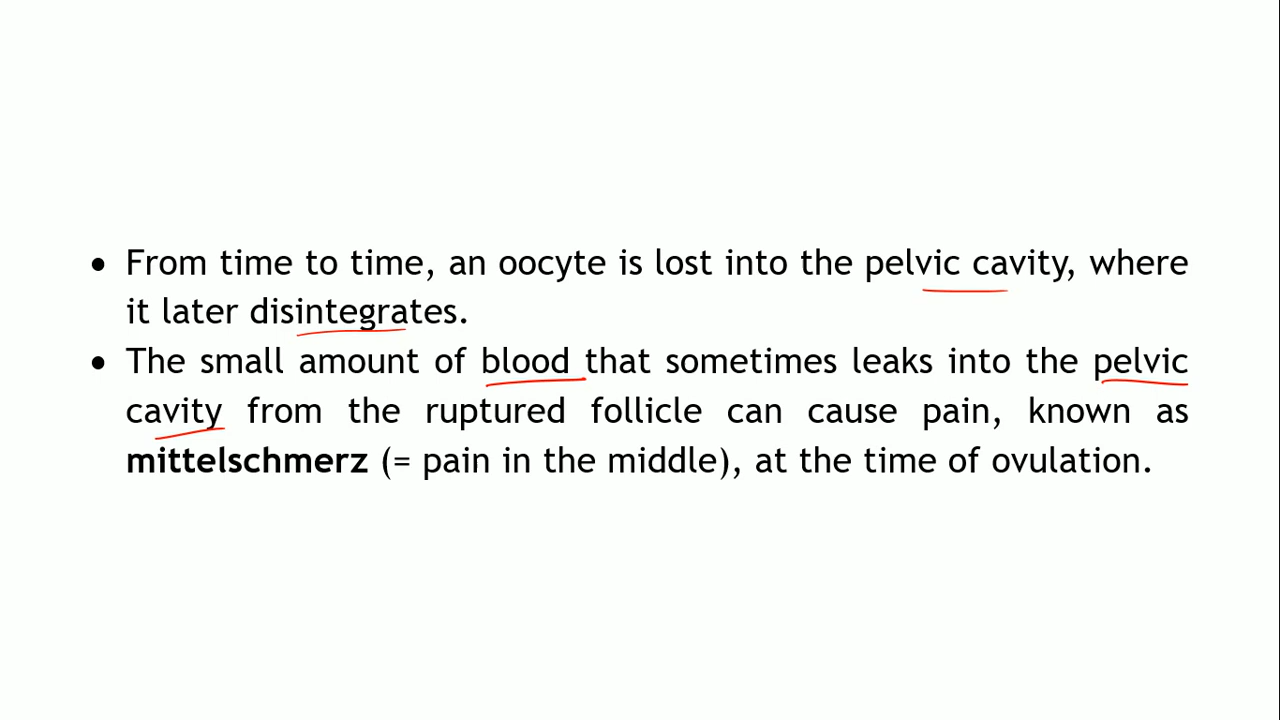 • From time to time, an oocyte is lost into the pelvic cavity, where
it later disintegrates.
• The small amount of blood that sometimes leaks into the pelvic
cavity from the ruptured follicle can cause pain, known as
mittelschmerz (= pain in the middle), at the time of ovulation.